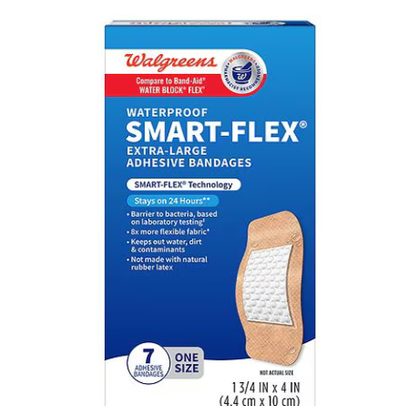 Walgreens
Compare to Band-Aid®
WATER BLOCK® FLEX†
WALGREENS
PHARMACIST RECOMMENDED
WATERPROOF
SMART-FLEX®
EXTRA-LARGE
ADHESIVE BANDAGES
SMART-FLEX® Technology
Stays on 24 Hours**
• Barrier to bacteria, based
on laboratory testing‡
• 8x more flexible fabric*
• Keeps out water, dirt
& contaminants
• Not made with natural
rubber latex
NOT ACTUAL SIZE
7 ADHESIVE BANDAGES
ONE SIZE
1 3/4 IN x 4 IN
(4.4 cm x 10 cm)